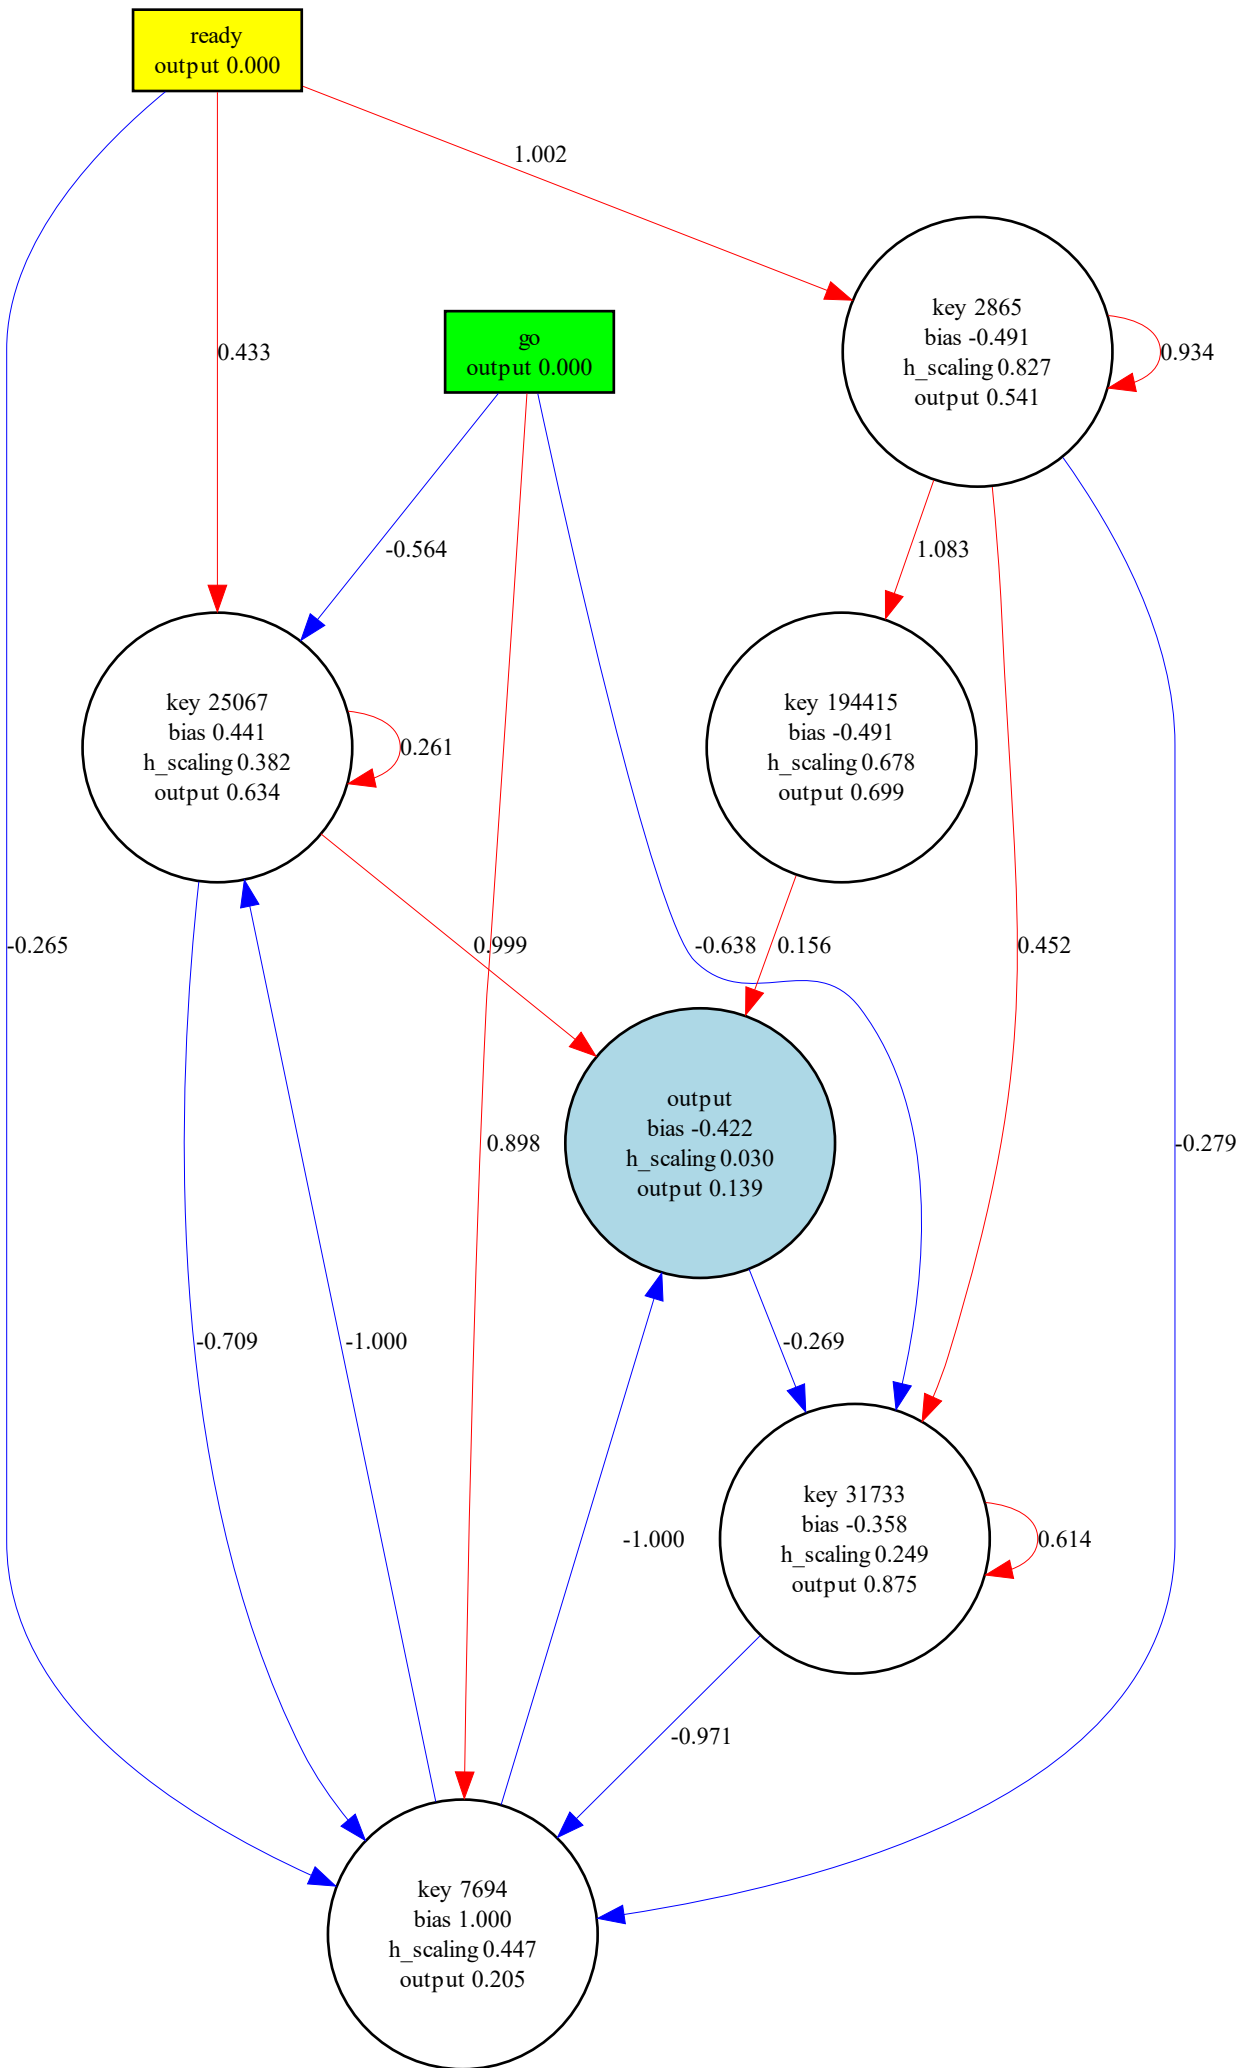 ready
output 0.000
1.002
go
output 0.000
key 2865
bias -0.491
h_scaling 0.827
output 0.541
0.934
0.433
-0.564
1.083
key 25067
bias 0.441
h_scaling 0.382
output 0.634
0.261
key 194415
bias -0.491
h_scaling 0.678
output 0.699
-0.265
0.999
-0.638
0.156
0.452
output
bias -0.422
h_scaling 0.030
output 0.139
0.898
-0.279
-0.709
-1.000
-0.269
key 31733
bias -0.358
h_scaling 0.249
output 0.875
-1.000
0.614
-0.971
key 7694
bias 1.000
h_scaling 0.447
output 0.205